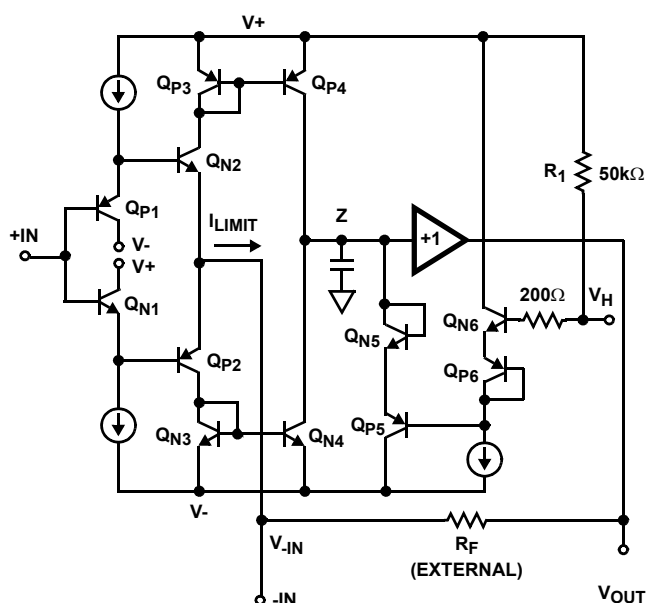 V+
QP3
QP4
QN2
R1
50kΩ
QP1
ILIMIT
Z
+1
+IN
V-
V+
200Ω
VH
QN1
QN5
QN6
QP2
QP6
QN3
QN4
QP5
V-
V-IN
RF
(EXTERNAL)
-IN
VOUT